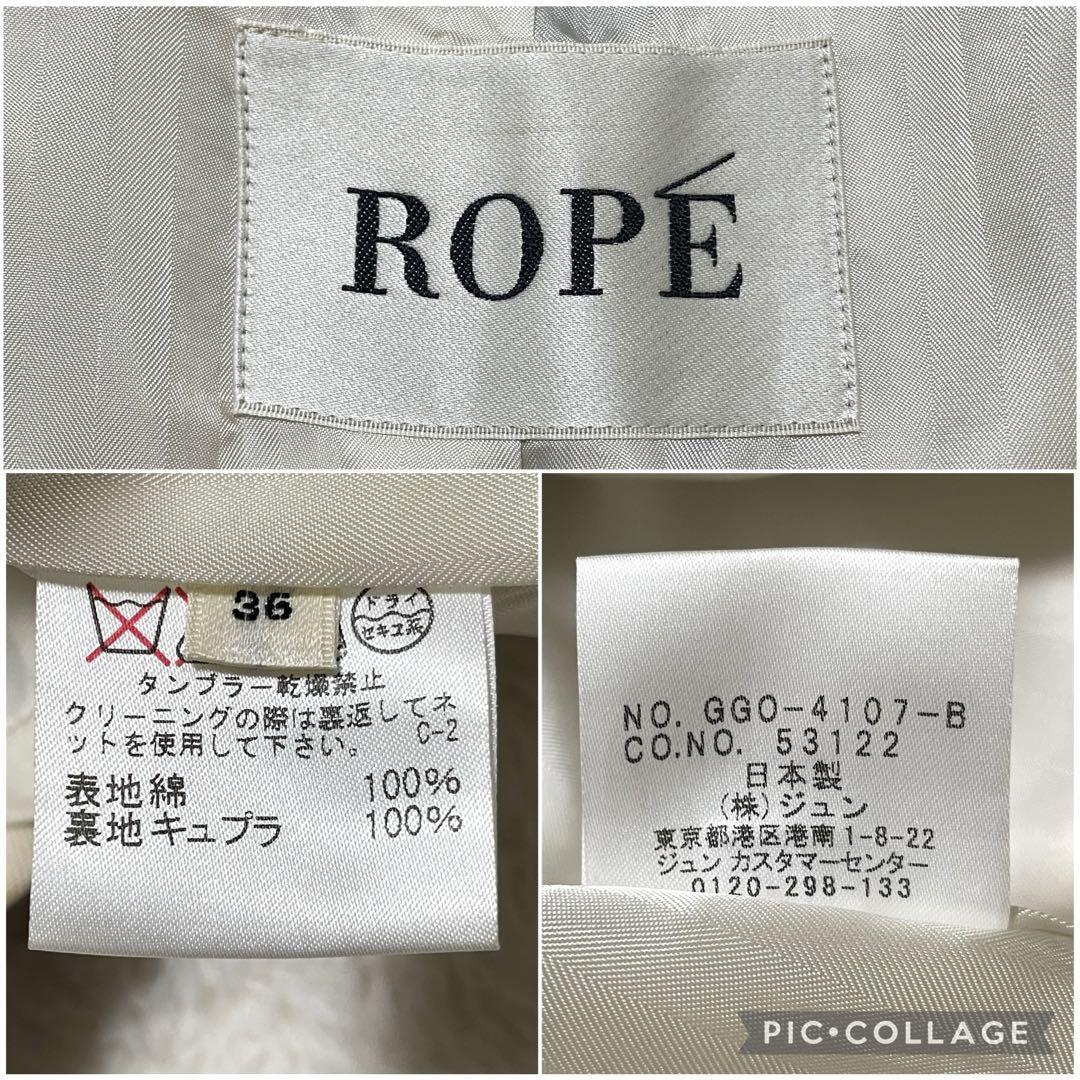 ROPÉ
36
ドライ
セキユ系
タンブラー乾燥禁止
クリーニングの際は裏返してネ
ットを使用して下さい。 C-2
表地綿 100%
裏地キュプラ 100%
NO. GGO-4107-B
CO.NO. 53122
日本製
(株)ジュン
東京都港区港南1-8-22
ジュン カスタマーセンター
0120-298-133
PIC•COLLAGE